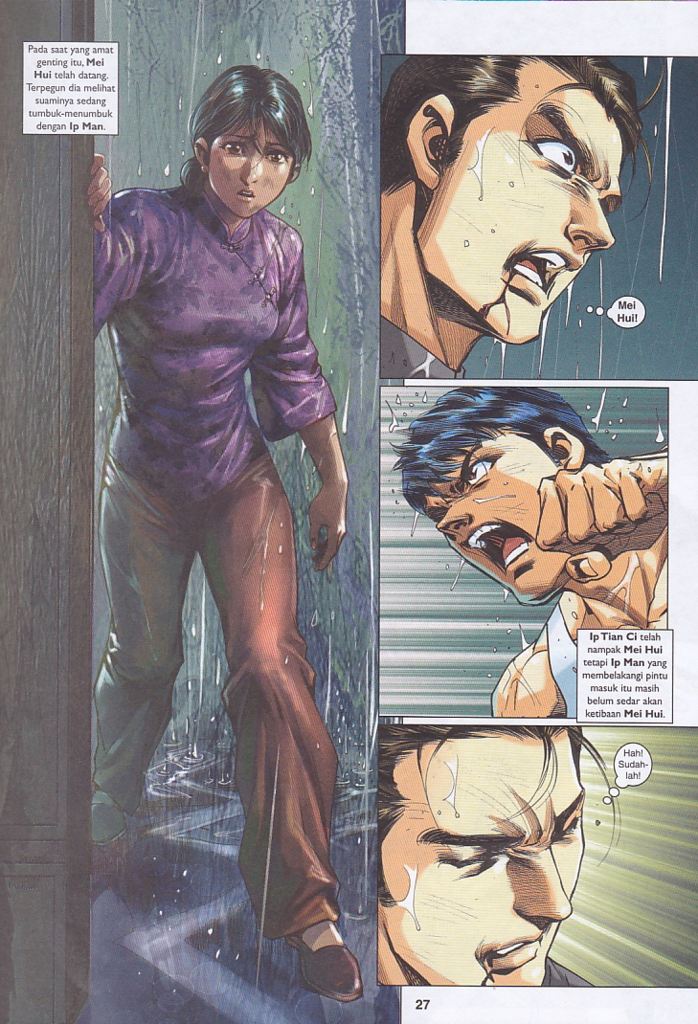 Pada saat yang amat
genting itu, Mei
Hui telah datang.
Terpegun dia melihat
suaminya sedang
tumbuk-menumbuk
dengan Ip Man.
Mei
Hui!
Ip Tian Ci telah
nampak Mei Hui
tetapi Ip Man yang
membelakangi pintu
masuk itu masih
belum sedar akan
ketibaan Mei Hui.
Hah!
Sudah-
lah!
27